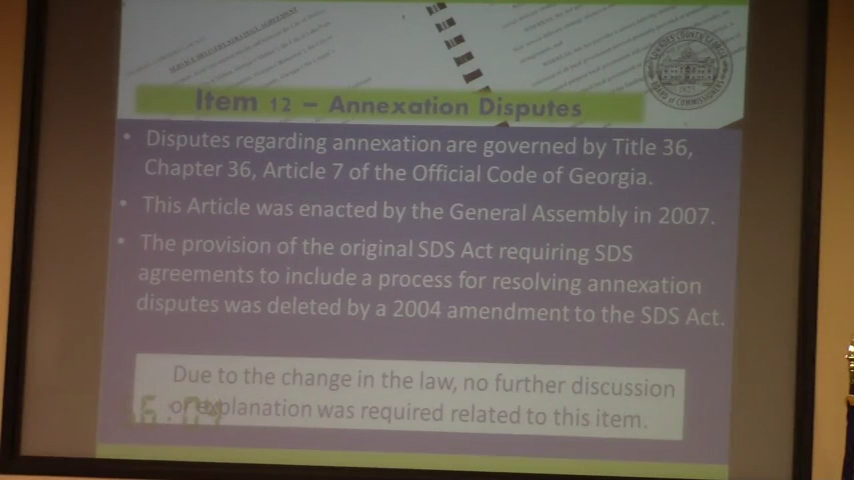 SERVICE DELIVERY STRATEGY AGREEMENT
Item 12 – Annexation Disputes
• Disputes regarding annexation are governed by Title 36,
Chapter 36, Article 7 of the Official Code of Georgia.
• This Article was enacted by the General Assembly in 2007.
• The provision of the original SDS Act requiring SDS
agreements to include a process for resolving annexation
disputes was deleted by a 2004 amendment to the SDS Act.
Due to the change in the law, no further discussion
or explanation was required related to this item.